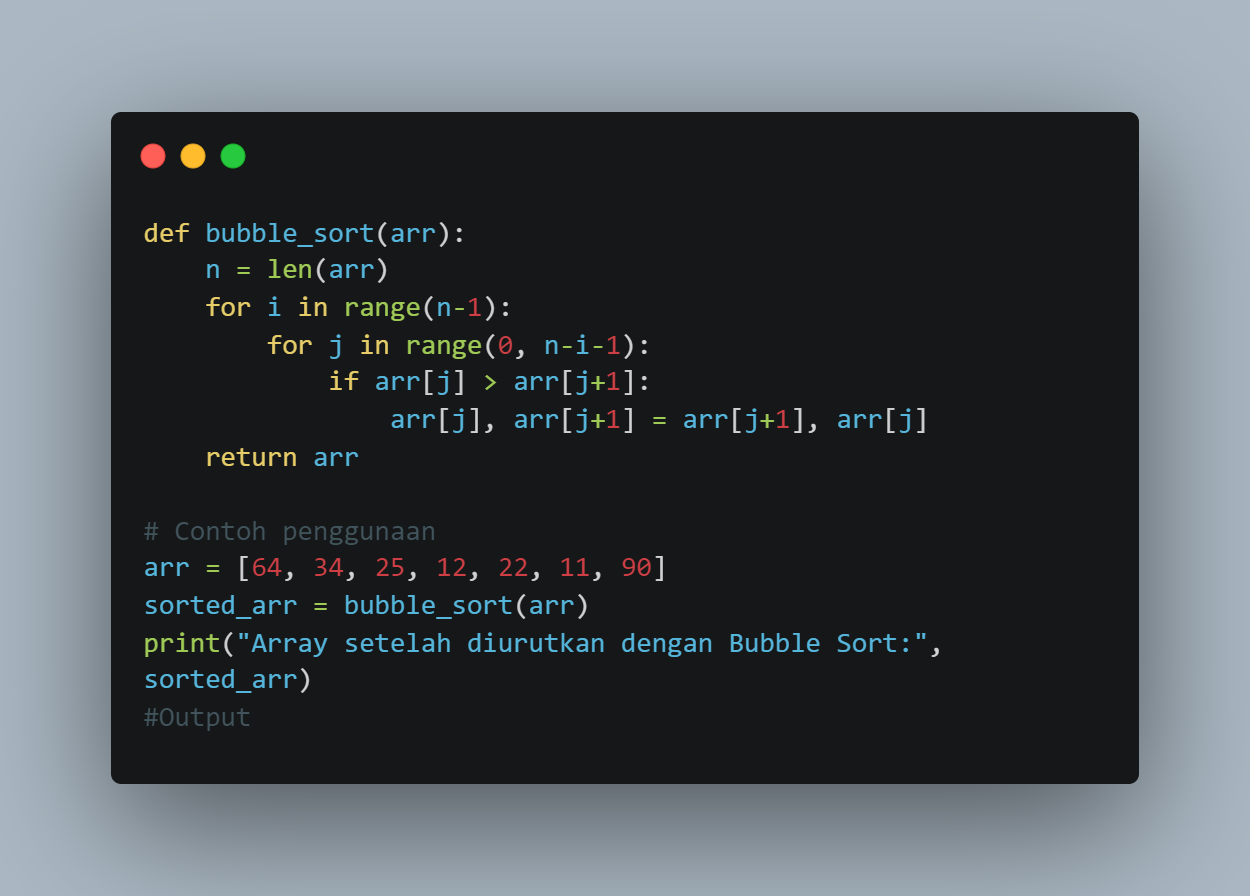 def bubble_sort(arr):
    n = len(arr)
    for i in range(n-1):
        for j in range(0, n-i-1):
            if arr[j] > arr[j+1]:
                arr[j], arr[j+1] = arr[j+1], arr[j]
    return arr

# Contoh penggunaan
arr = [64, 34, 25, 12, 22, 11, 90]
sorted_arr = bubble_sort(arr)
print("Array setelah diurutkan dengan Bubble Sort:",
sorted_arr)
#Output